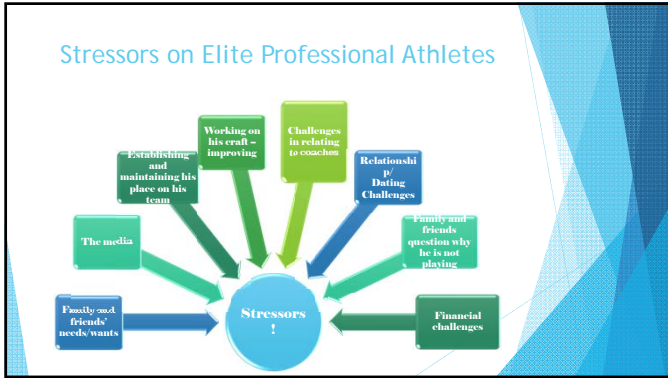 Stressors on Elite Professional Athletes
Family and
friends'
needs/wants
The media
Establishing
and
maintaining his
place on his
team
Working on
his craft –
improving
Challenges
in relating
to coaches
Relationshi
p/
Dating
Challenges
Family and
friends
question why
he is not
playing
Financial
challenges
Stressors
!